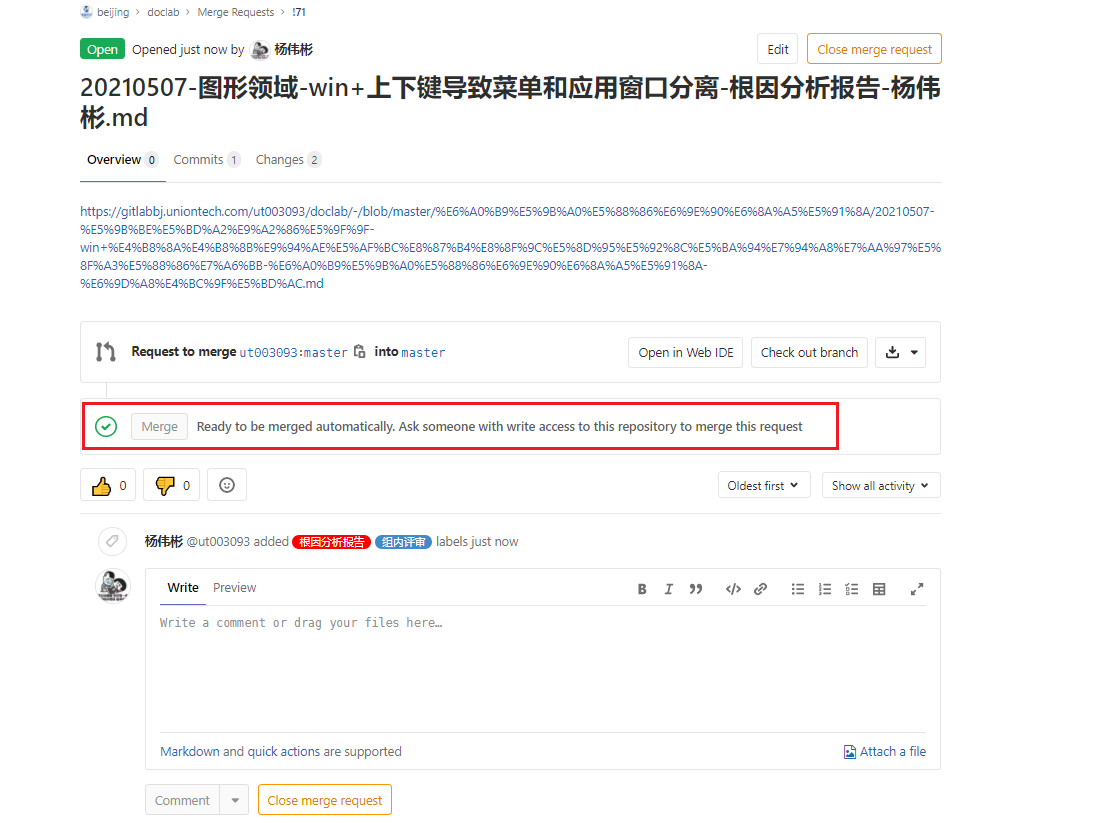 beijing › doclab › Merge Requests › !71
Open Opened just now by 杨伟彬 Edit Close merge request
20210507-图形领域-win+上下键导致菜单和应用窗口分离-根因分析报告-杨伟
彬.md
Overview 0 Commits 1 Changes 2
https://gitlabbj.uniontech.com/ut003093/doclab/-/blob/master/%E6%A0%B9%E5%9B%A0%E5%88%86%E6%9E%90%E6%8A%A5%E5%91%8A/20210507-
%E5%9B%BE%E5%BD%A2%E9%A2%86%E5%9F%9F-
win+%E4%B8%8A%E4%B8%8B%E9%94%AE%E5%AF%BC%E8%87%B4%E8%8F%9C%E5%8D%95%E5%92%8C%E5%BA%94%E7%94%A8%E7%AA%97%E5%
8F%A3%E5%88%86%E7%A6%BB-%E6%A0%B9%E5%9B%A0%E5%88%86%E6%9E%90%E6%8A%A5%E5%91%8A-
%E6%9D%A8%E4%BC%9F%E5%BD%AC.md
Request to merge ut003093:master into master Open in Web IDE Check out branch
Merge Ready to be merged automatically. Ask someone with write access to this repository to merge this request
0 0 Oldest first Show all activity
杨伟彬 @ut003093 added 根因分析报告 组内评审 labels just now
Write Preview
Write a comment or drag your files here…
Markdown and quick actions are supported Attach a file
Comment Close merge request